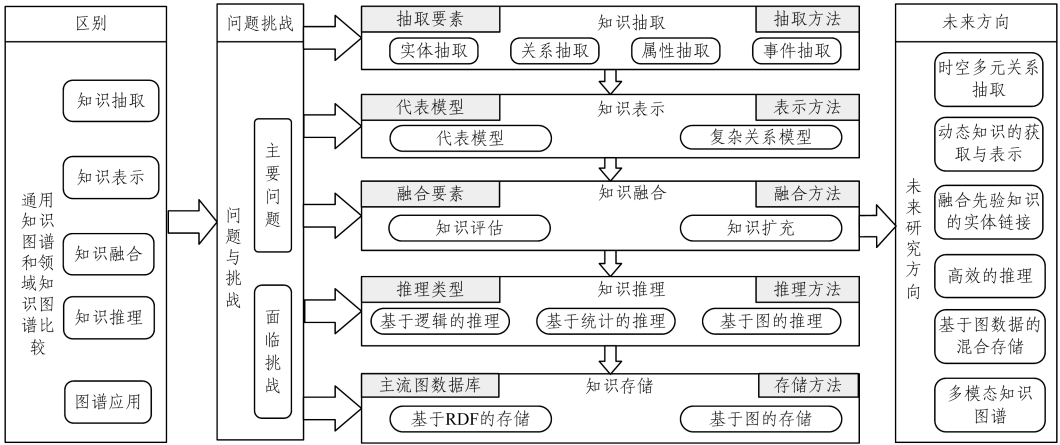 区别
通用
知识
图谱
和领
域知
识图
谱比
较
知识抽取
知识表示
知识融合
知识推理
图谱应用
问题挑战
问题与挑战
主要问题
面临挑战
抽取要素
知识抽取
抽取方法
实体抽取
关系抽取
属性抽取
事件抽取
代表模型
知识表示
表示方法
代表模型
复杂关系模型
融合要素
知识融合
融合方法
知识评估
知识扩充
推理类型
知识推理
推理方法
基于逻辑的推理
基于统计的推理
基于图的推理
主流图数据库
知识存储
存储方法
基于RDF的存储
基于图的存储
未来方向
未来研究方向
时空多元关系
抽取
动态知识的获
取与表示
融合先验知识
的实体链接
高效的推理
基于图数据的
混合存储
多模态知识
图谱